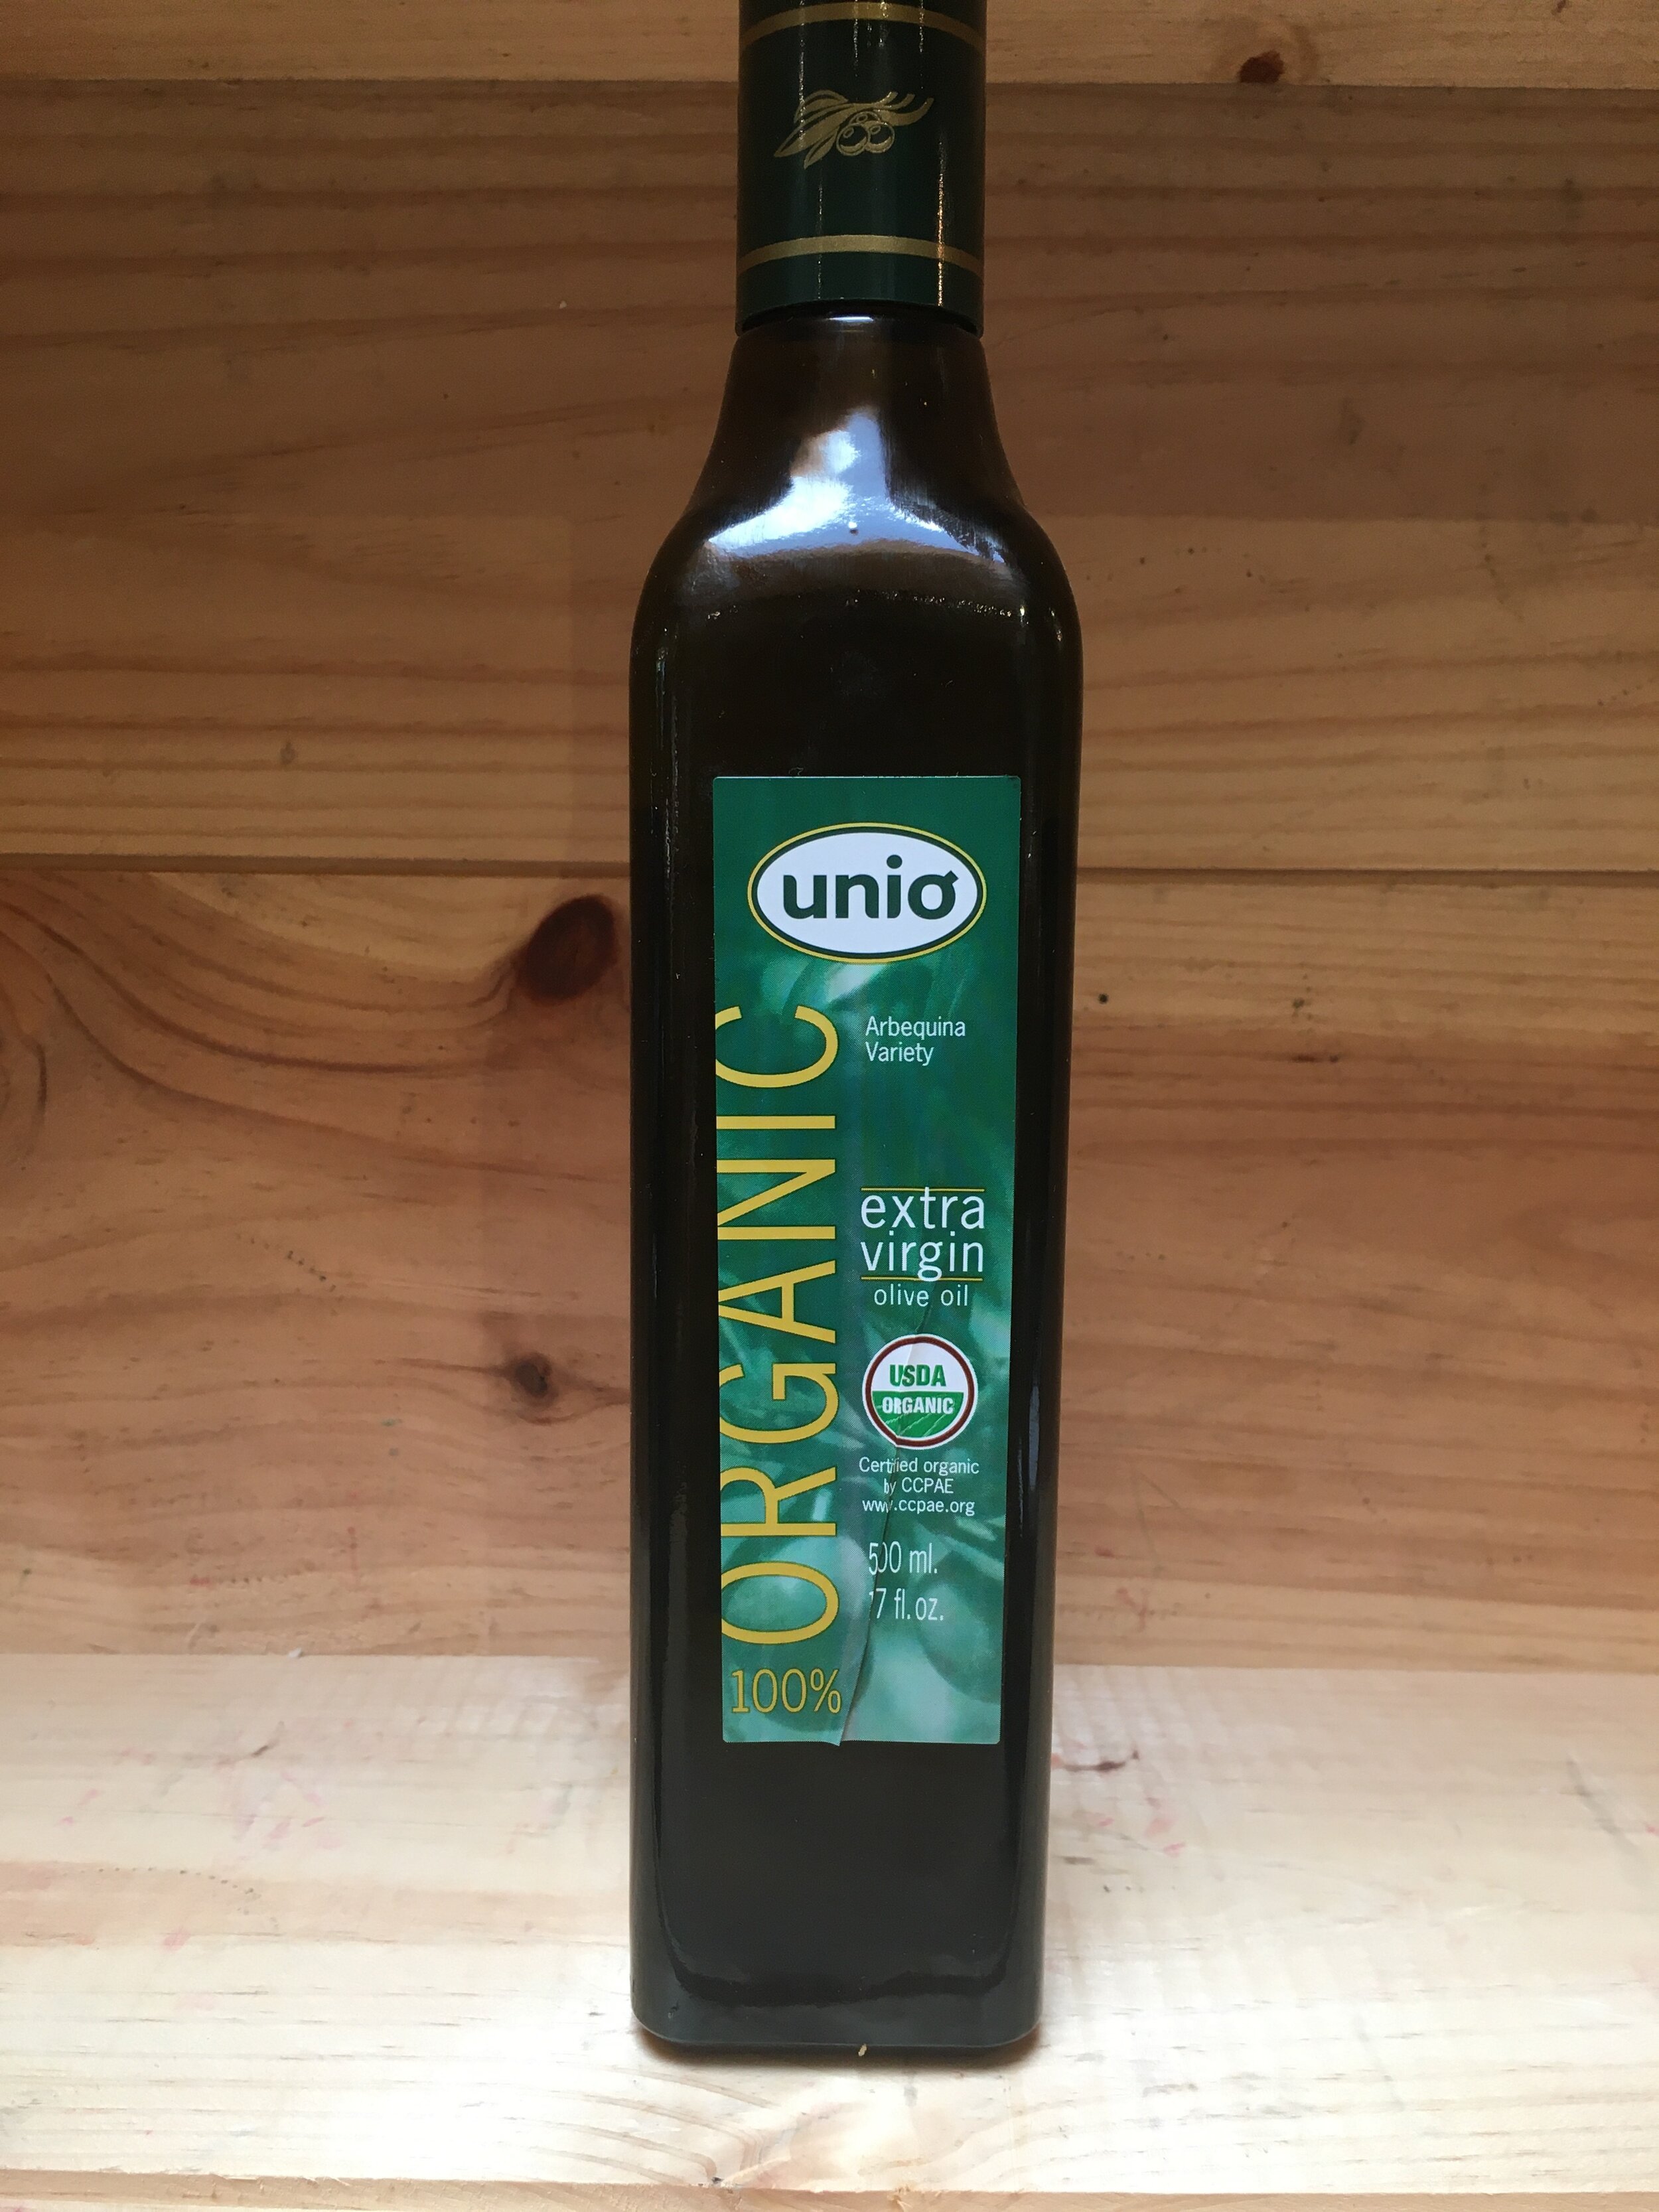 unió
ORGANIC
100%
Arbequina
Variety
extra
virgin
olive oil
USDA
ORGANIC
Certified organic
by CCPAE
www.ccpae.org
500 ml.
17 fl. oz.